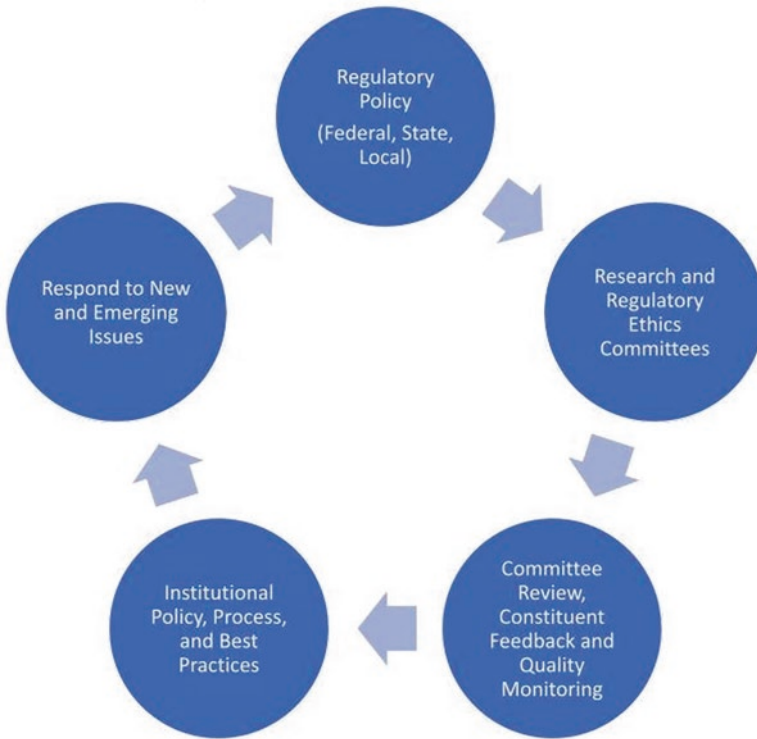 Regulatory
Policy
(Federal, State,
Local)
Research and
Regulatory
Ethics
Committees
Committee
Review,
Constituent
Feedback and
Quality
Monitoring
Institutional
Policy, Process,
and Best
Practices
Respond to New
and Emerging
Issues